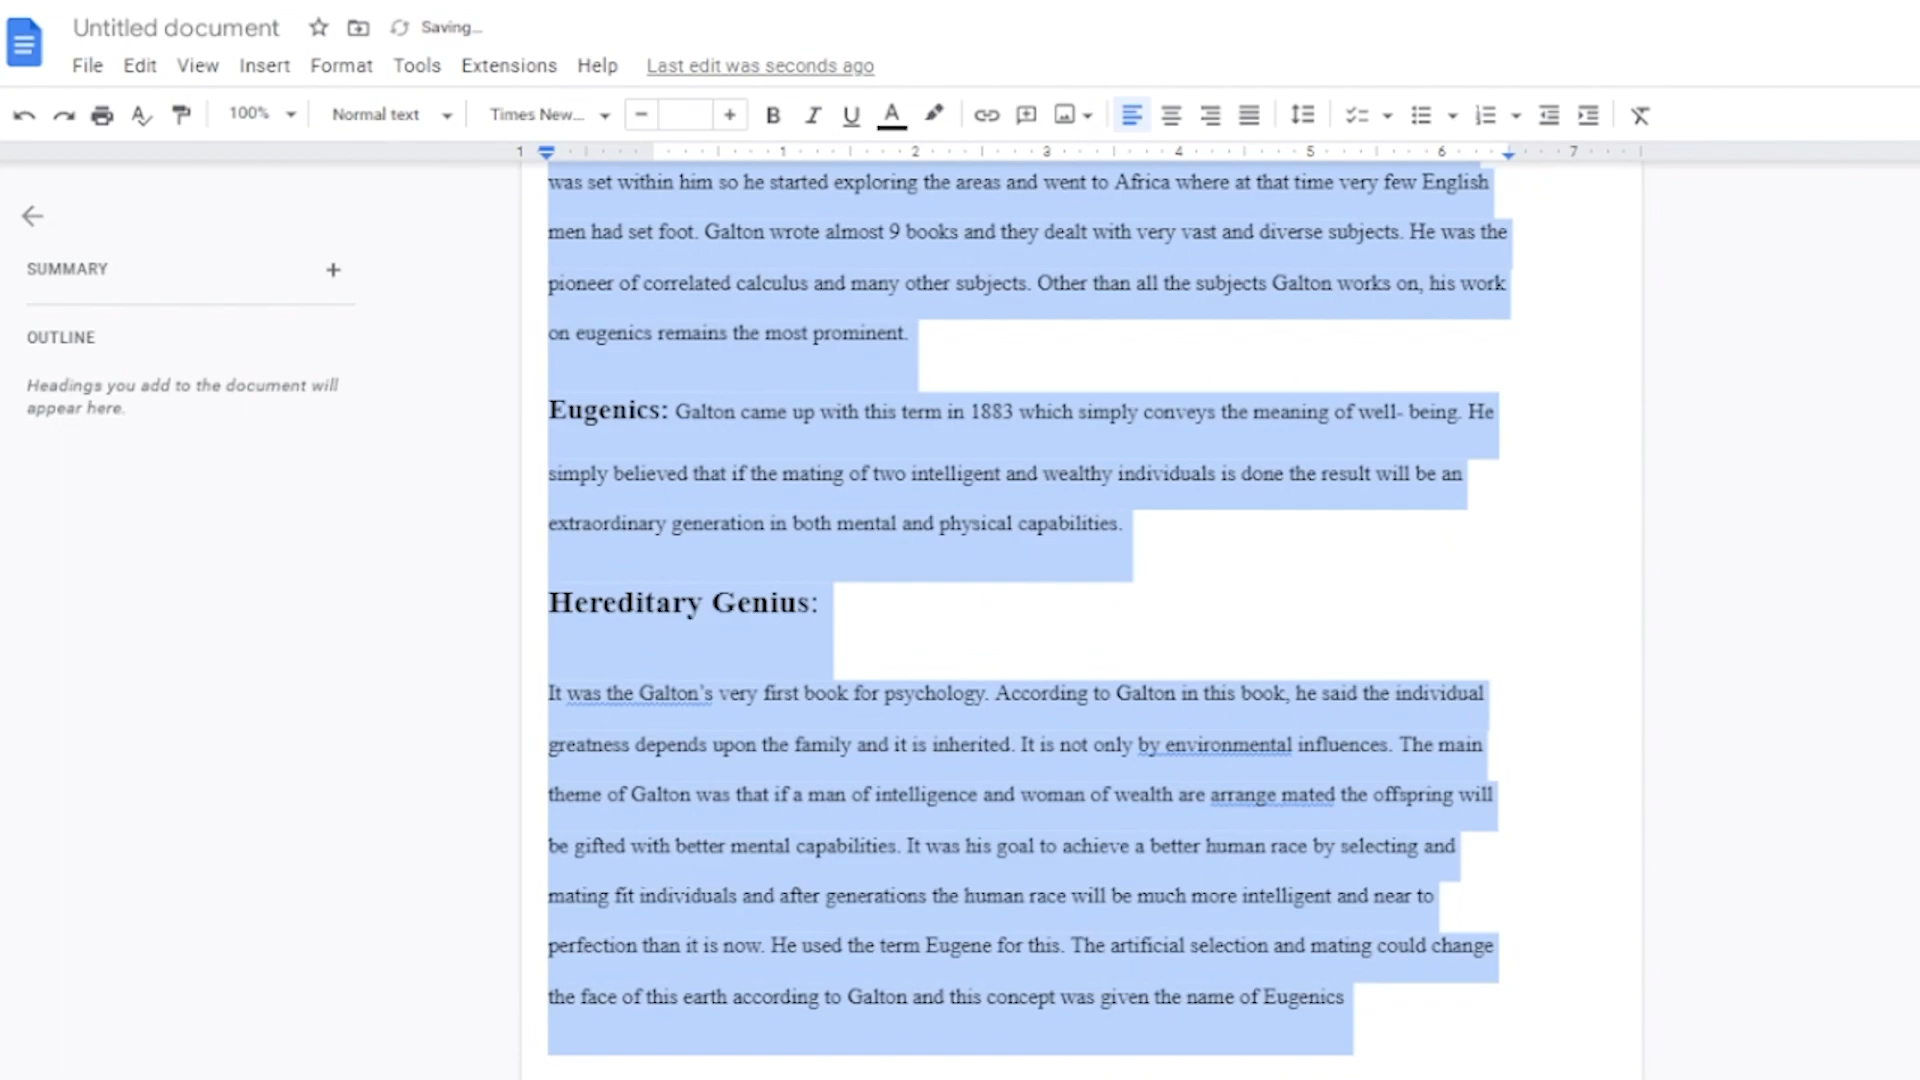 Untitled document Saving...
File Edit View Insert Format Tools Extensions Help Last edit was seconds ago
100% Normal text Times New... − + B I U A
1 1 2 3 4 5 6 7
was set within him so he started exploring the areas and went to Africa where at that time very few English
men had set foot. Galton wrote almost 9 books and they dealt with very vast and diverse subjects. He was the
pioneer of correlated calculus and many other subjects. Other than all the subjects Galton works on, his work
on eugenics remains the most prominent.
Eugenics: Galton came up with this term in 1883 which simply conveys the meaning of well- being. He
simply believed that if the mating of two intelligent and wealthy individuals is done the result will be an
extraordinary generation in both mental and physical capabilities.
Hereditary Genius:
It was the Galton's very first book for psychology. According to Galton in this book, he said the individual
greatness depends upon the family and it is inherited. It is not only by environmental influences. The main
theme of Galton was that if a man of intelligence and woman of wealth are arrange mated the offspring will
be gifted with better mental capabilities. It was his goal to achieve a better human race by selecting and
mating fit individuals and after generations the human race will be much more intelligent and near to
perfection than it is now. He used the term Eugene for this. The artificial selection and mating could change
the face of this earth according to Galton and this concept was given the name of Eugenics
SUMMARY +
OUTLINE
Headings you add to the document will
appear here.